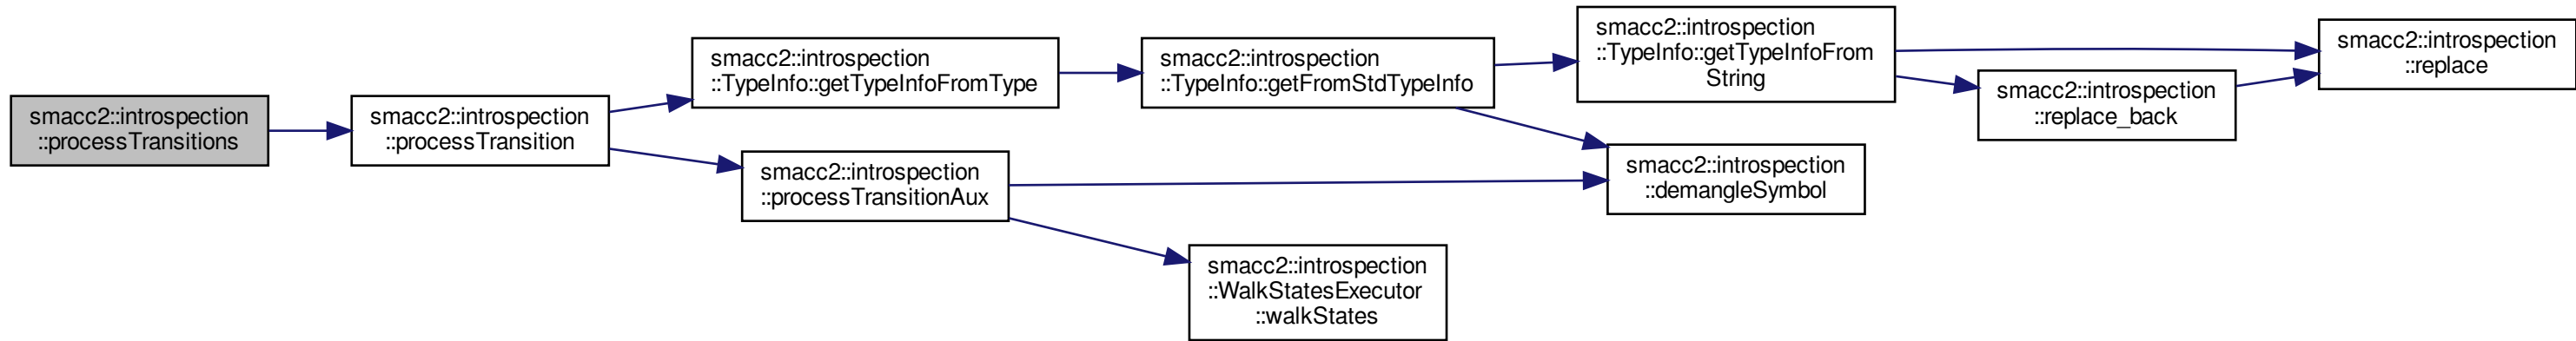 smacc2::introspection
::processTransitions
smacc2::introspection
::processTransition
smacc2::introspection
::TypeInfo::getTypeInfoFromType
smacc2::introspection
::processTransitionAux
smacc2::introspection
::TypeInfo::getFromStdTypeInfo
smacc2::introspection
::WalkStatesExecutor
::walkStates
smacc2::introspection
::TypeInfo::getTypeInfoFrom
String
smacc2::introspection
::demangleSymbol
smacc2::introspection
::replace_back
smacc2::introspection
::replace